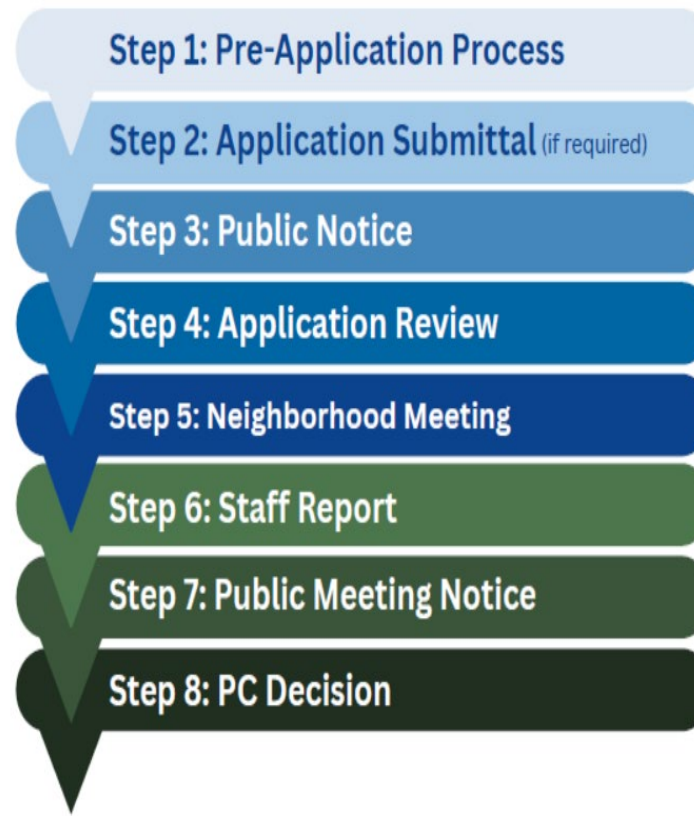 Step 1: Pre-Application Process
Step 2: Application Submittal (if required)
Step 3: Public Notice
Step 4: Application Review
Step 5: Neighborhood Meeting
Step 6: Staff Report
Step 7: Public Meeting Notice
Step 8: PC Decision